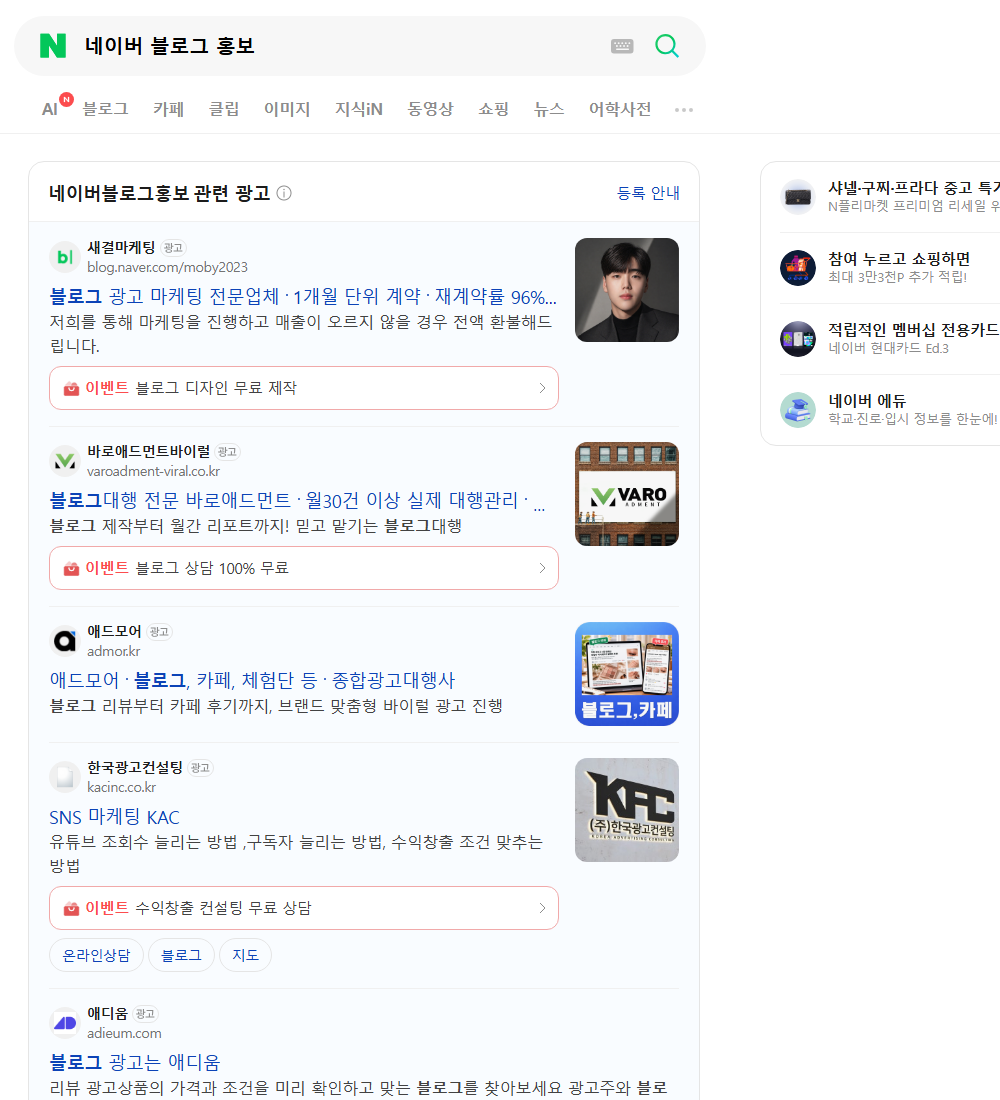 네이버 블로그 홍보
AI N 블로그 카페 클립 이미지 지식iN 동영상 쇼핑 뉴스 어학사전
네이버블로그홍보 관련 광고 등록 안내
bl 새결마케팅 광고
blog.naver.com/moby2023
블로그 광고 마케팅 전문업체 · 1개월 단위 계약 · 재계약률 96%...
저희를 통해 마케팅을 진행하고 매출이 오르지 않을 경우 전액 환불해드
립니다.
이벤트 블로그 디자인 무료 제작
바로애드먼트바이럴 광고
varoadment-viral.co.kr
블로그대행 전문 바로애드먼트 · 월30건 이상 실제 대행관리 · ...
블로그 제작부터 월간 리포트까지! 믿고 맡기는 블로그대행
VARO
ADMENT
이벤트 블로그 상담 100% 무료
애드모어 광고
admor.kr
애드모어 · 블로그, 카페, 체험단 등 · 종합광고대행사
블로그 리뷰부터 카페 후기까지, 브랜드 맞춤형 바이럴 광고 진행
블로그,카페
한국광고컨설팅 광고
kacinc.co.kr
SNS 마케팅 KAC
유튜브 조회수 늘리는 방법 ,구독자 늘리는 방법, 수익창출 조건 맞추는
방법
KFC
(주)한국광고컨설팅
KOREA ADVERTISING CONSULTING
이벤트 수익창출 컨설팅 무료 상담
온라인상담 블로그 지도
애디움 광고
adieum.com
블로그 광고는 애디움
리뷰 광고상품의 가격과 조건을 미리 확인하고 맞는 블로그를 찾아보세요 광고주와 블로
샤넬·구찌·프라다 중고 특가
N플리마켓 프리미엄 리세일 위
참여 누르고 쇼핑하면
최대 3만3천P 추가 적립!
적립적인 멤버십 전용카드
네이버 현대카드 Ed.3
네이버 에듀
학교·진로·입시 정보를 한눈에!